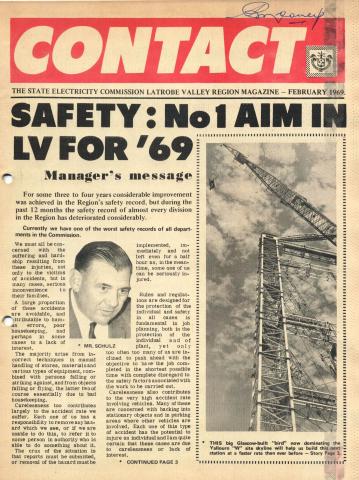 CONTACT
THE STATE ELECTRICITY COMMISSION LATROBE VALLEY REGION MAGAZINE – FEBRUARY 1969.
SAFETY: No 1 AIM IN
LV FOR '69
Manager's message
For some three to four years considerable improvement
was achieved in the Region's safety record, but during the
past 12 months the safety record of almost every division
in the Region has deteriorated considerably.
Currently we have one of the worst safety records of all depart-
ments in the Commission.
We must all be con-
cerned with the
suffering and hard-
ship resulting from
these injuries, not
only to the victims
of accidents, but in
many cases, serious
inconvenience to
their families.
A large proportion
of these accidents
are avoidable, and
attributable to hum-
an errors, poor
housekeeping, and
perhaps in some
cases to a lack of
interest.
The majority arise from in-
correct techniques in manual
handling of stores, materials and
various types of equipment, com-
bined with persons falling or
striking against, and from objects
falling or flying, the latter two of
course essentially due to bad
housekeeping.
Carelessness too contributes
largely to the accident rate we
suffer. Each one of us has a
responsibility to remove any haza-
ard which we see, or if we are
unable to do this, to refer it to
some person in authority who is
able to do something about it.
The crux of the situation is
that reports must be submitted,
or removal of the hazard must be
* MR. SCHULZ
implemented, im-
mediately and not
left even for a half
hour as, in the mean-
time, some one of us
can be seriously in-
jured.
Rules and regulat-
ions are designed for
the protection of the
individual and safety
in all cases is
fundamental in job
planning, both in the
protection of the
individual and of
plant, yet only
too often too many of us are in-
clined to push ahead with the
objective to have the job com-
pleted in the shortest possible
time with complete disregard to
the safety factors associated with
the work to be carried out.
Carelessness also contributes
to the very high accident rate
involving vehicles. Many of these
are concerned with backing into
stationary objects and in parking
areas where other vehicles are
involved. Each one of this type
of accident has the potential to
injure an individual and I am quite
certain that these cases are due
to carelessness or lack of
interest.
* CONTINUED PAGE 3
* THIS big Glasgow-built "bird" now dominating the
Yallourn "W" site skyline will help us build the new
station at a faster rate than ever before – Story Page